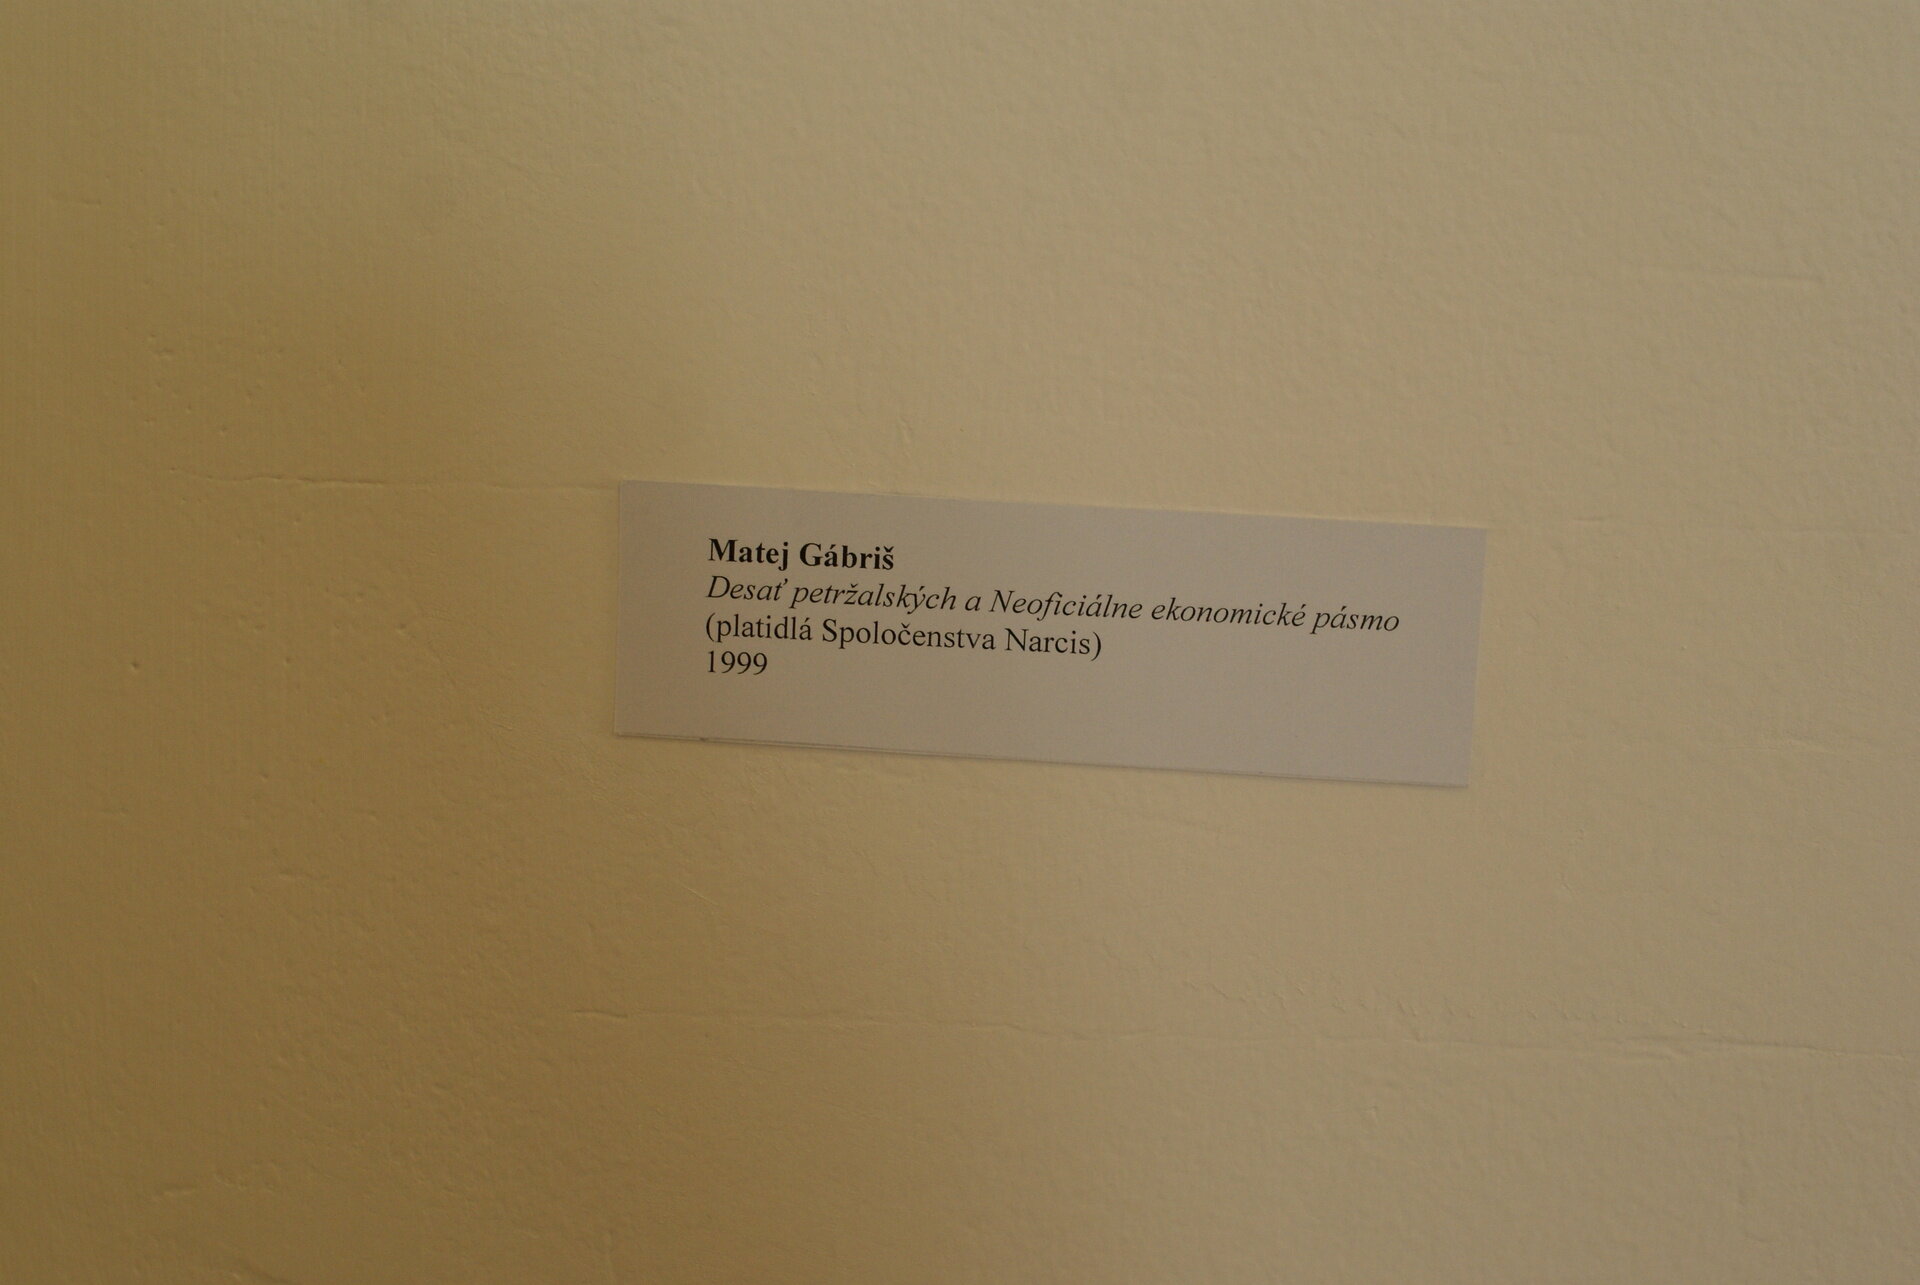 Matej Gábriš
Desať petržalských a Neoficiálne ekonomické pásmo
(platidlá Spoločenstva Narcis)
1999